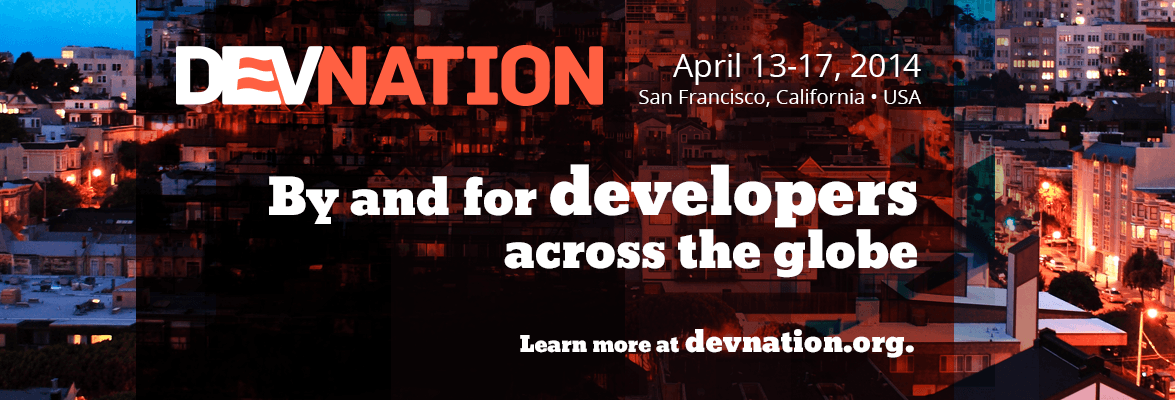 DEVNATION
April 13-17, 2014
San Francisco, California • USA
By and for developers
across the globe
Learn more at devnation.org.